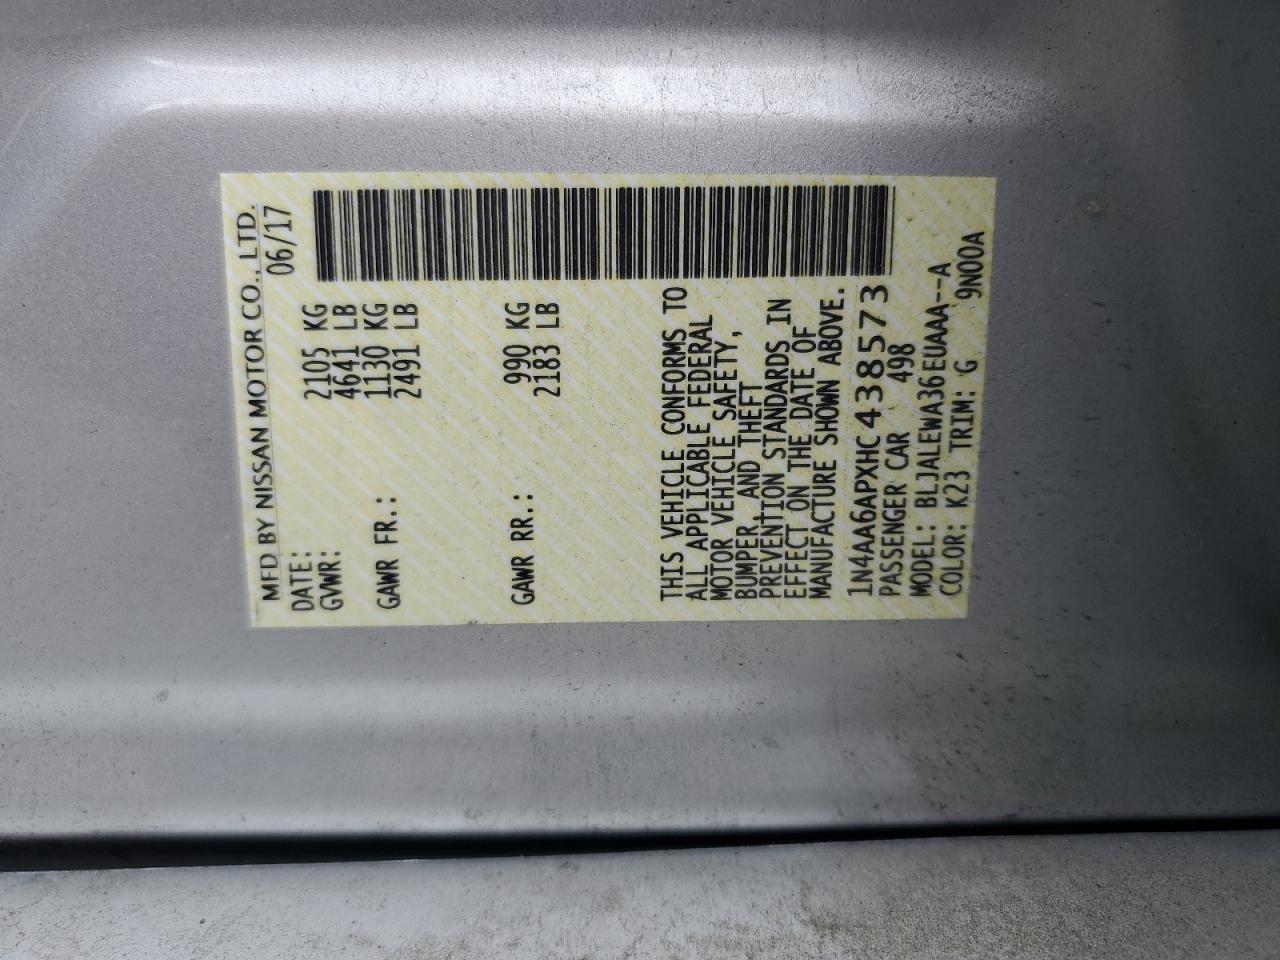 MFD BY NISSAN MOTOR CO., LTD.
DATE: 06/17
GVWR: 2105 KG
4641 LB
GAWR FR.: 1130 KG
2491 LB
GAWR RR.: 990 KG
2183 LB
THIS VEHICLE CONFORMS TO
ALL APPLICABLE FEDERAL
MOTOR VEHICLE SAFETY,
BUMPER, AND THEFT
PREVENTION STANDARDS IN
EFFECT ON THE DATE OF
MANUFACTURE SHOWN ABOVE.
1N4AA6APXHC438573
PASSENGER CAR 498
MODEL: BLJALEWA36EUAAA--A
COLOR: K23 TRIM: G 9N00A